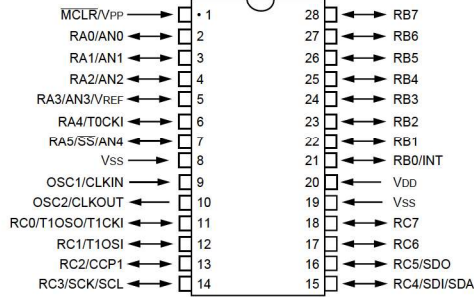 MCLR/VPP • 1 28 RB7
RA0/AN0 2 27 RB6
RA1/AN1 3 26 RB5
RA2/AN2 4 25 RB4
RA3/AN3/VREF 5 24 RB3
RA4/T0CKI 6 23 RB2
RA5/SS/AN4 7 22 RB1
VSS 8 21 RB0/INT
OSC1/CLKIN 9 20 VDD
OSC2/CLKOUT 10 19 VSS
RC0/T1OSO/T1CKI 11 18 RC7
RC1/T1OSI 12 17 RC6
RC2/CCP1 13 16 RC5/SDO
RC3/SCK/SCL 14 15 RC4/SDI/SDA